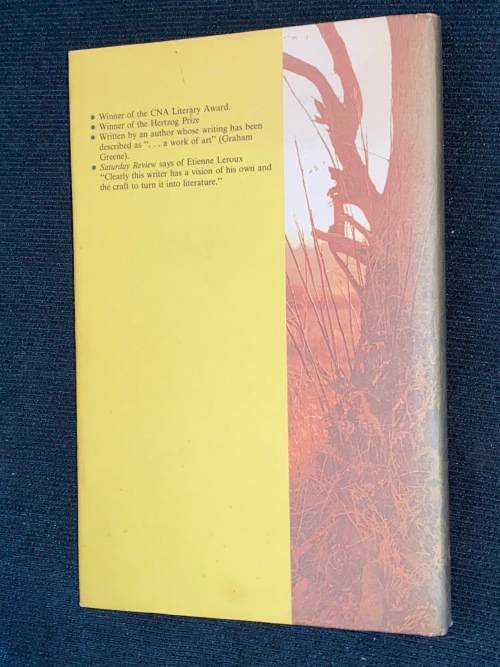 • Winner of the CNA Literary Award.
• Winner of the Hertzog Prize
• Written by an author whose writing has been
described as “. . . a work of art” (Graham
Greene).
• Saturday Review says of Etienne Leroux
“Clearly this writer has a vision of his own and
the craft to turn it into literature.”